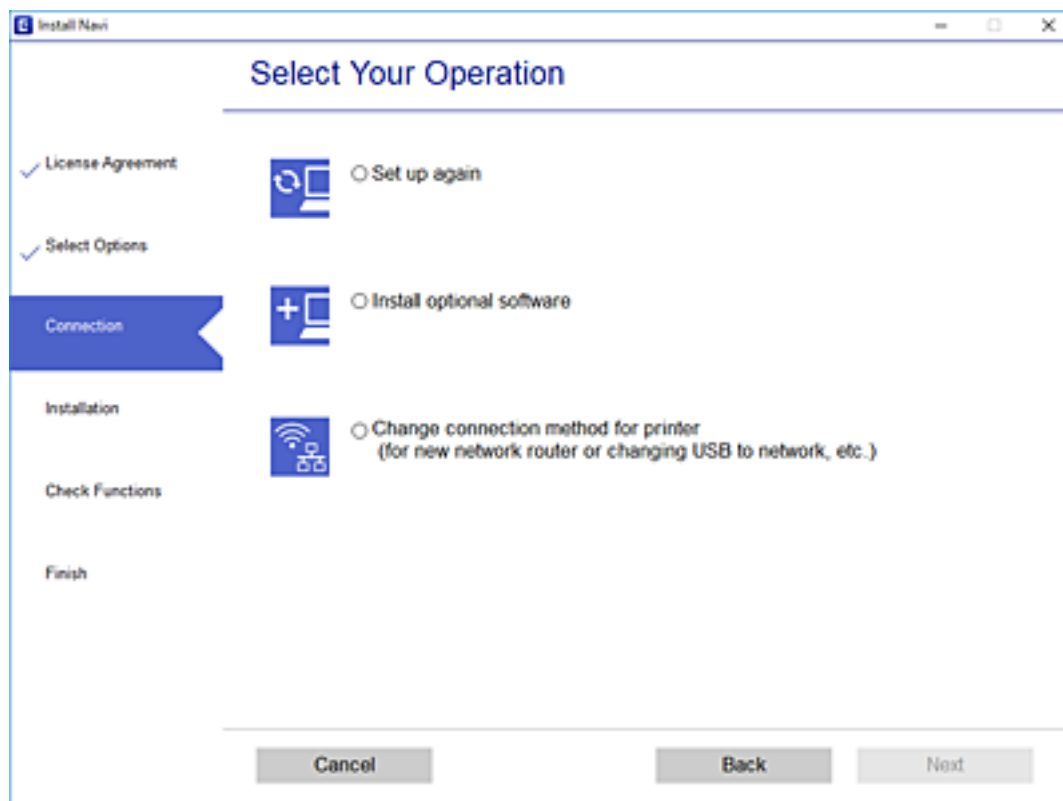 Install Navi
Select Your Operation
License Agreement
Select Options
Connection
Installation
Check Functions
Finish
Set up again
Install optional software
Change connection method for printer
(for new network router or changing USB to network, etc.)
Cancel
Back
Next